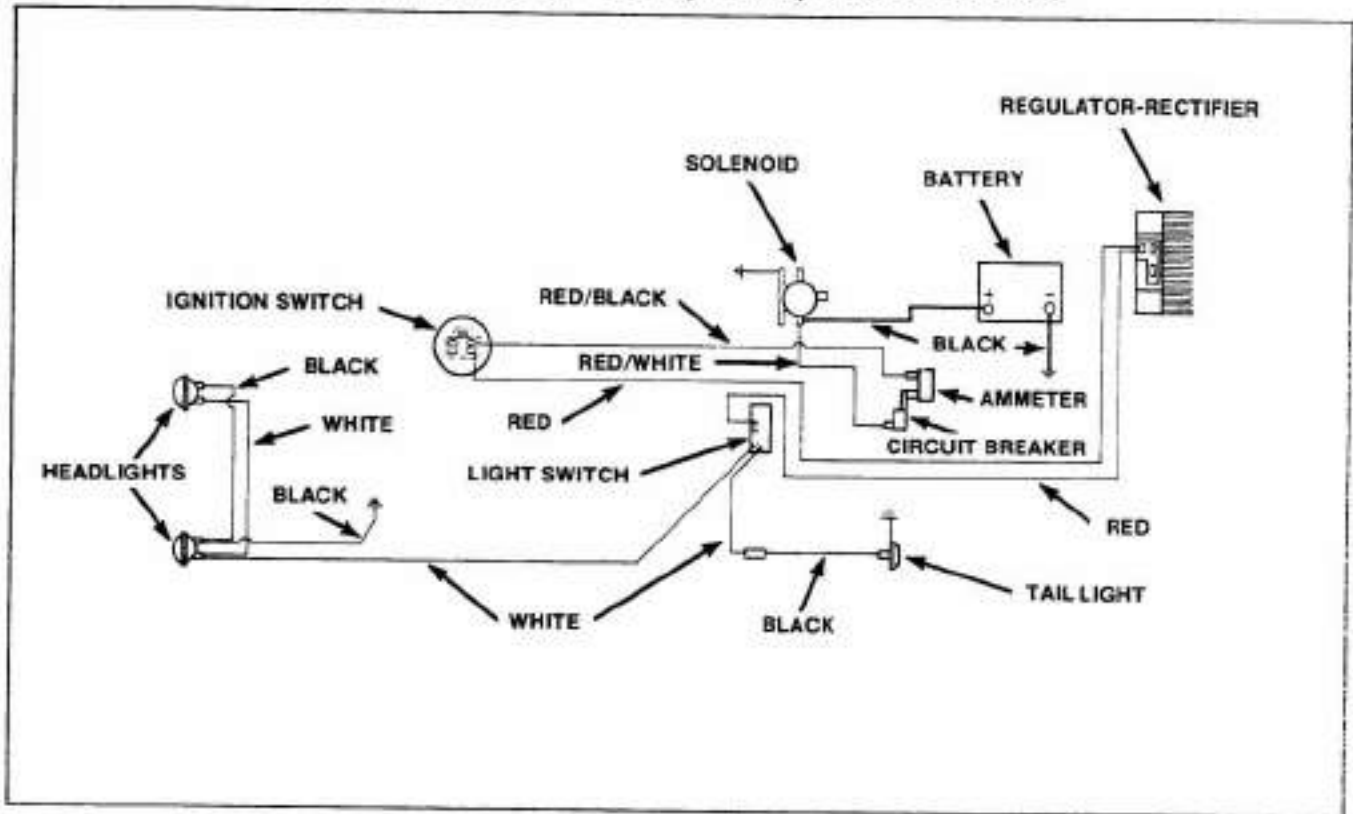 REGULATOR-RECTIFIER
SOLENOID
BATTERY
IGNITION SWITCH
RED/BLACK
BLACK
BLACK
RED/WHITE
AMMETER
RED
WHITE
CIRCUIT BREAKER
HEADLIGHTS
LIGHT SWITCH
BLACK
RED
TAIL LIGHT
WHITE
BLACK